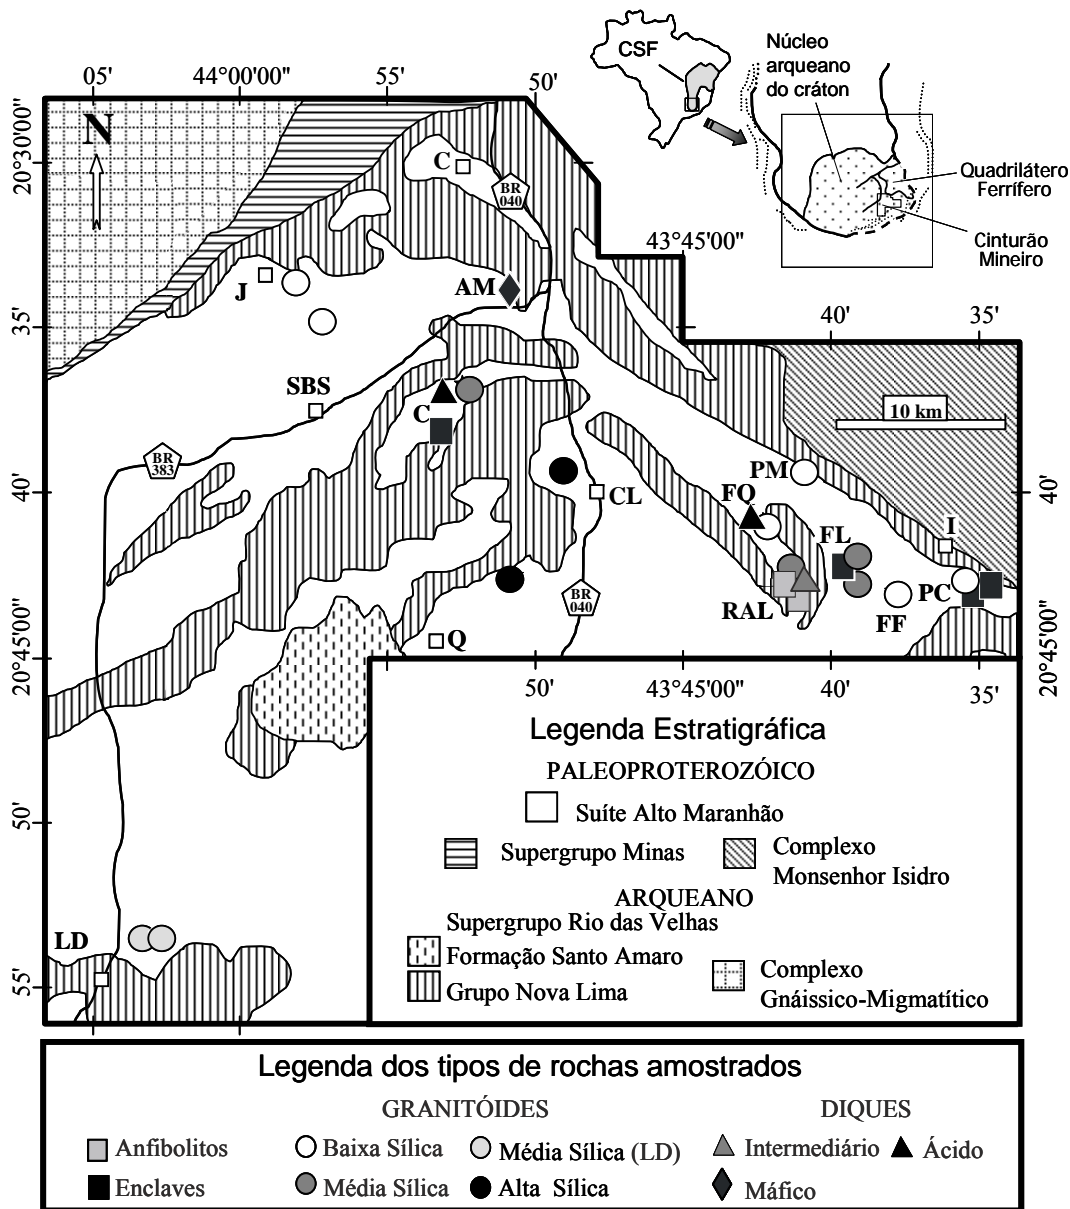 CSF
Núcleo
arqueano
do cráton
Quadrilátero
Ferrífero
Cinturão
Mineiro
05'
44°00'00"
55'
50'
N
20°30'00"
C
BR
040
43°45'00"
J
AM
35'
40'
35'
SBS
C
10 km
BR
383
PM
40'
CL
FQ
40'
I
FL
RAL
BR
040
FF
PC
Q
20°45'00"
20°45'00"
50'
43°45'00"
40'
35'
Legenda Estratigráfica
PALEOPROTEROZÓICO
Suíte Alto Maranhão
50'
Supergrupo Minas
Complexo
Monsenhor Isidro
ARQUEANO
Supergrupo Rio das Velhas
LD
Formação Santo Amaro
55'
Grupo Nova Lima
Complexo
Gnáissico-Migmatítico
Legenda dos tipos de rochas amostrados
GRANITÓIDES
DIQUES
Anfibolitos
Baixa Sílica
Média Sílica (LD)
Intermediário
Ácido
Enclaves
Média Sílica
Alta Sílica
Máfico